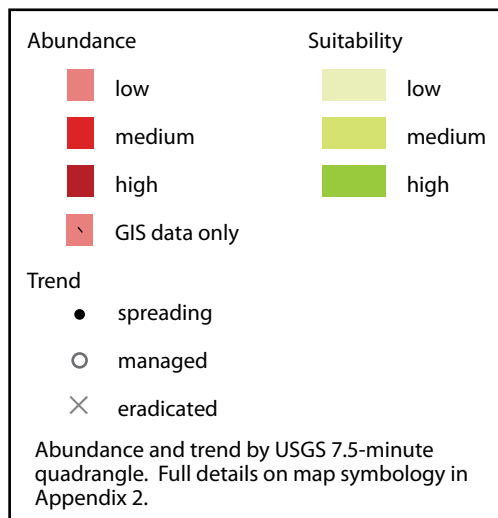 Abundance
low
medium
high
GIS data only
Suitability
low
medium
high
Trend
spreading
managed
eradicated
Abundance and trend by USGS 7.5-minute
quadrangle. Full details on map symbology in
Appendix 2.